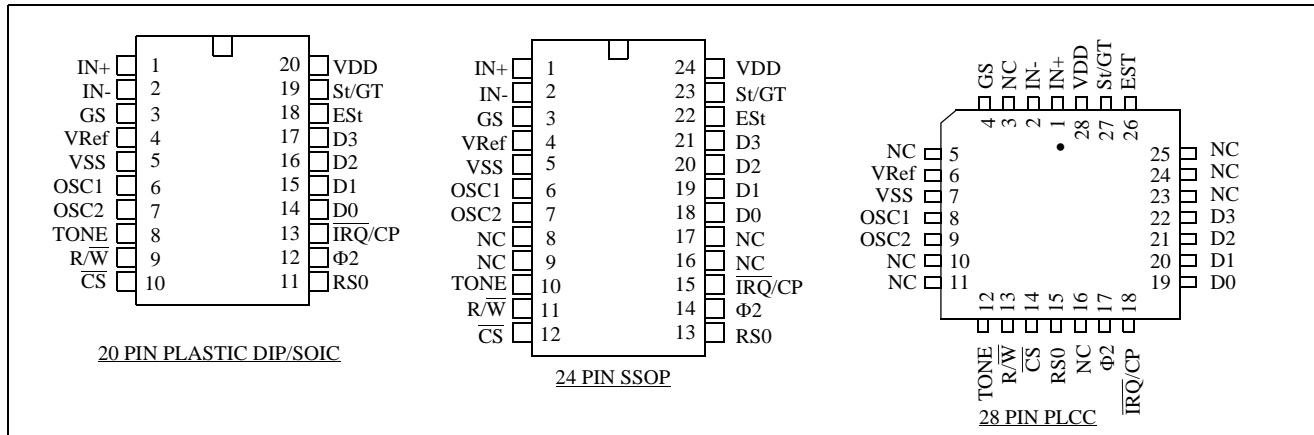 IN+ 1 20 VDD
IN- 2 19 St/GT
GS 3 18 ESt
VRef 4 17 D3
VSS 5 16 D2
OSC1 6 15 D1
OSC2 7 14 D0
TONE 8 13 I̅R̅Q̅/CP
R/W̅ 9 12 Φ2
C̅S̅ 10 11 RS0
20 PIN PLASTIC DIP/SOIC
IN+ 1 24 VDD
IN- 2 23 St/GT
GS 3 22 ESt
VRef 4 21 D3
VSS 5 20 D2
OSC1 6 19 D1
OSC2 7 18 D0
NC 8 17 NC
NC 9 16 NC
TONE 10 15 I̅R̅Q̅/CP
R/W̅ 11 14 Φ2
C̅S̅ 12 13 RS0
24 PIN SSOP
GS NC IN- IN+ VDD St/GT EST
4 3 2 1 28 27 26
NC 5 25 NC
VRef 6 24 NC
VSS 7 23 NC
OSC1 8 22 D3
OSC2 9 21 D2
NC 10 20 D1
NC 11 19 D0
12 13 14 15 16 17 18
TONE R/W̅ C̅S̅ RS0 NC Φ2 I̅R̅Q̅/CP
28 PIN PLCC